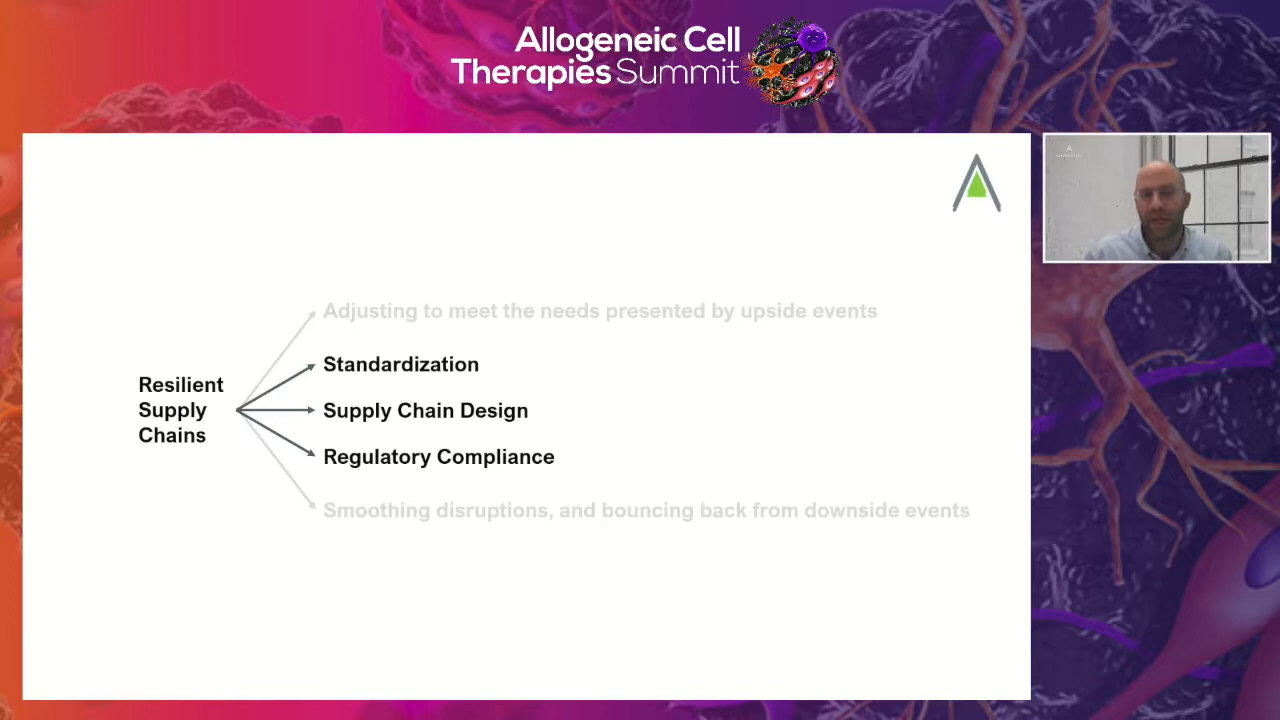 Allogeneic Cell
Therapies Summit
Adjusting to meet the needs presented by upside events
Standardization
Resilient
Supply
Chains
Supply Chain Design
Regulatory Compliance
Smoothing disruptions, and bouncing back from downside events